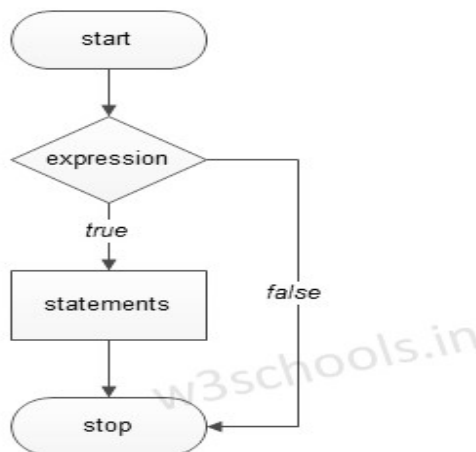 start
expression
true
false
statements
w3schools.in
stop